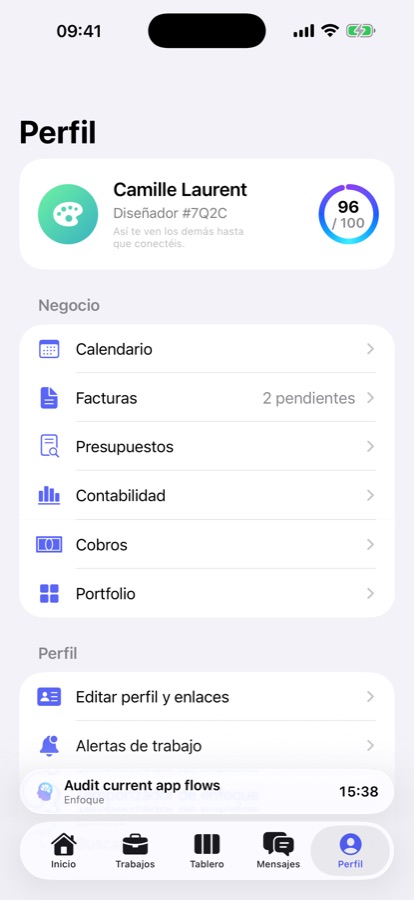 09:41
Perfil
Camille Laurent
Diseñador #7Q2C
Así te ven los demás hasta
que conectéis.
96
/ 100
Negocio
Calendario
Facturas
2 pendientes
Presupuestos
Contabilidad
Cobros
Portfolio
Perfil
Editar perfil y enlaces
Alertas de trabajo
Audit current app flows
Enfoque
15:38
Inicio
Trabajos
Tablero
Mensajes
Perfil